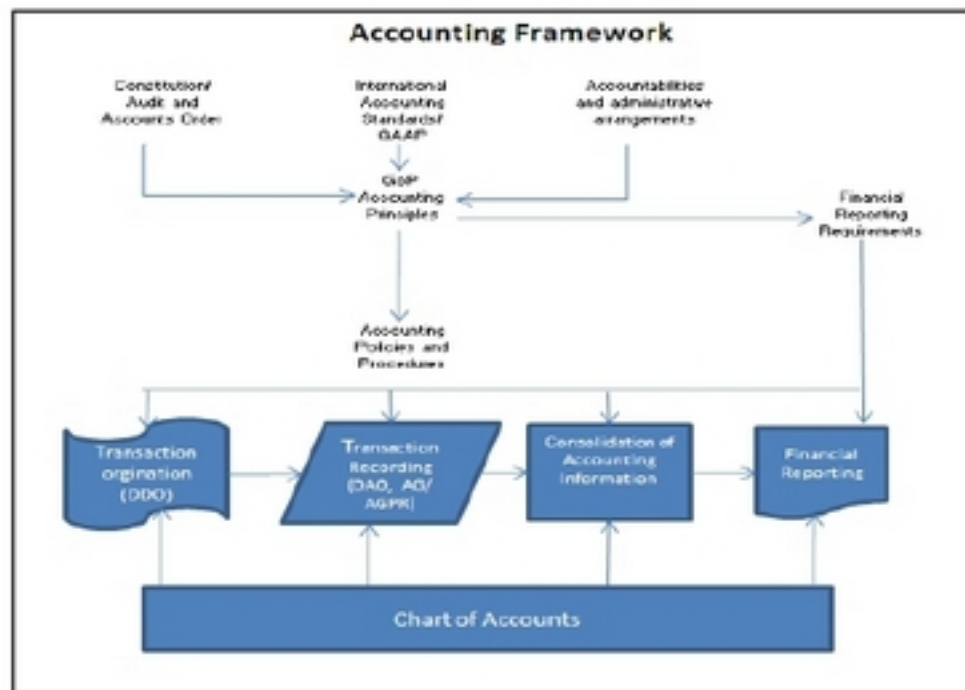 Accounting Framework
Constitution/
Audit and
Accounts Order
International
Accounting
Standards/
GAAP
Accountabilities
and administrative
arrangements
GoP
Accounting
Principles
Financial
Reporting
Requirements
Accounting
Policies and
Procedures
Transaction
orgination
(DDO)
Transaction
Recording
(DAO, AO/
AGPR)
Consolidation of
Accounting
Information
Financial
Reporting
Chart of Accounts